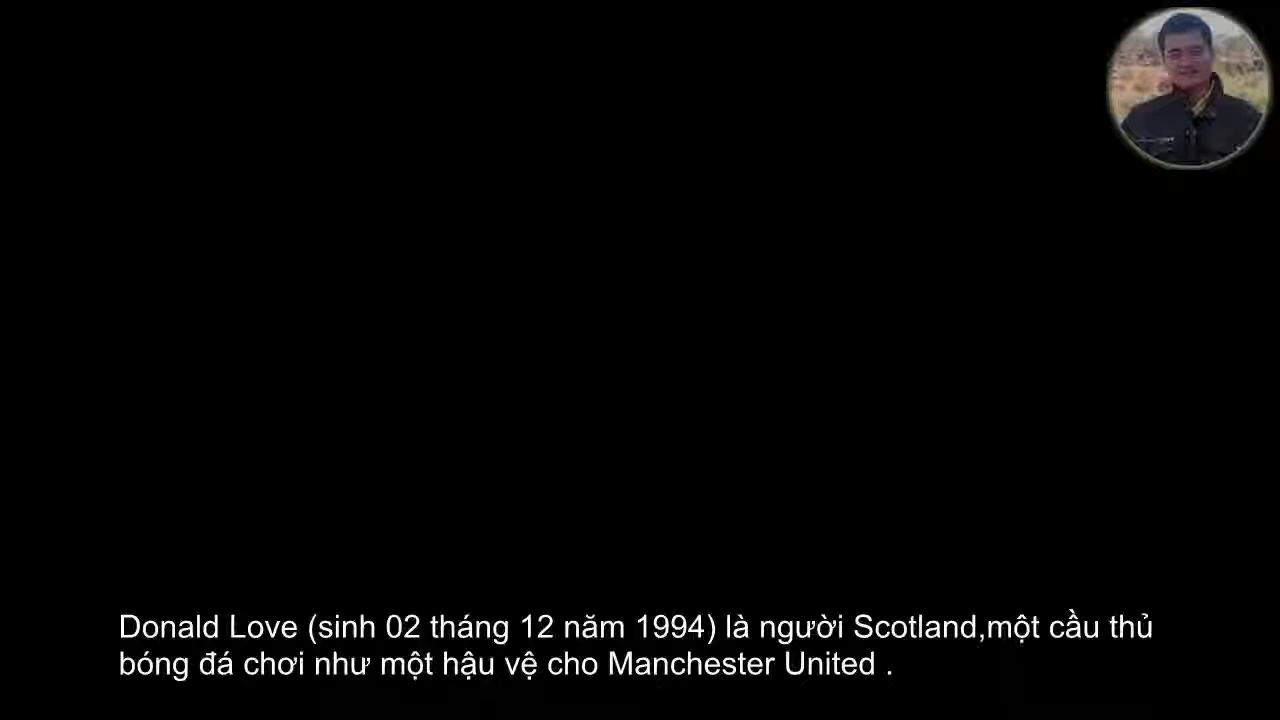 Donald Love (sinh 02 tháng 12 năm 1994) là người Scotland,một cầu thủ
bóng đá chơi như một hậu vệ cho Manchester United .